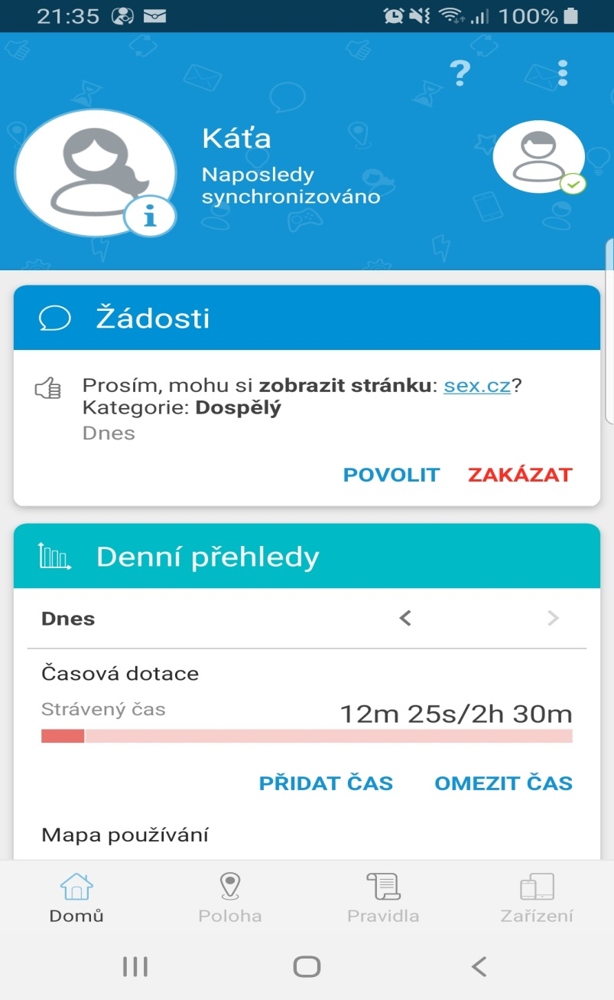 21:35 100%
?
Káťa
Naposledy
synchronizováno
i
Žádosti
Prosím, mohu si zobrazit stránku: sex.cz?
Kategorie: Dospělý
Dnes
POVOLIT ZAKÁZAT
Denní přehledy
Dnes
Časová dotace
Strávený čas 12m 25s/2h 30m
PŘIDAT ČAS OMEZIT ČAS
Mapa používání
Domů Poloha Pravidla Zařízení